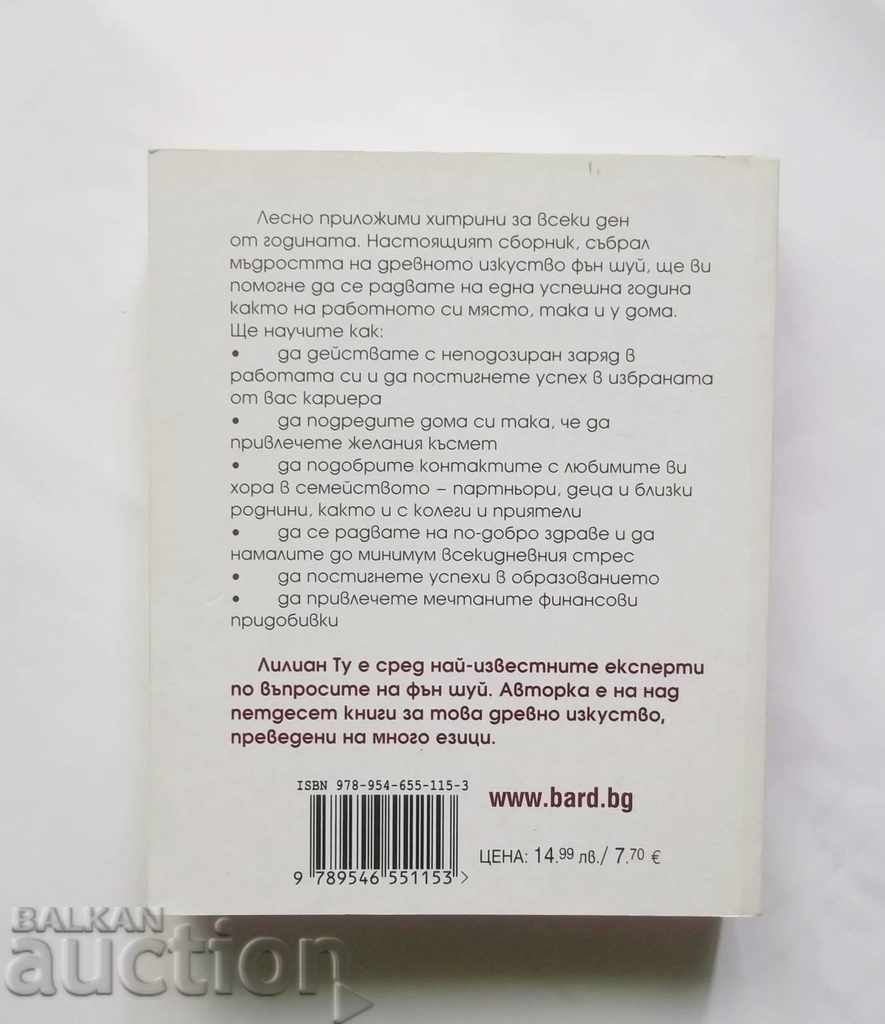 Лесно приложими хитрини за всеки ден
от годината. Настоящият сборник, събрал
мъдростта на древното изкуство фън шуй, ще ви
помогне да се радвате на една успешна година
както на работното си място, така и у дома.
Ще научите как:
• да действате с неподозиран заряд в
работата си и да постигнете успех в избраната
от вас кариера
• да подредите дома си така, че да
привлечете желания късмет
• да подобрите контактите с любимите ви
хора в семейството – партньори, деца и близки
роднини, както и с колеги и приятели
• да се радвате на по-добро здраве и да
намалите до минимум всекидневния стрес
• да постигнете успехи в образованието
• да привлечете мечтаните финансови
придобивки
Лилиан Ту е сред най-известните експерти
по въпросите на фън шуй. Авторка е на над
петдесет книги за това древно изкуство,
преведени на много езици.
ISBN 978-954-655-115-3
www.bard.bg
ЦЕНА: 14.99 лв./ 7.70 €
9 789546 551153 >
BALKAN
auction